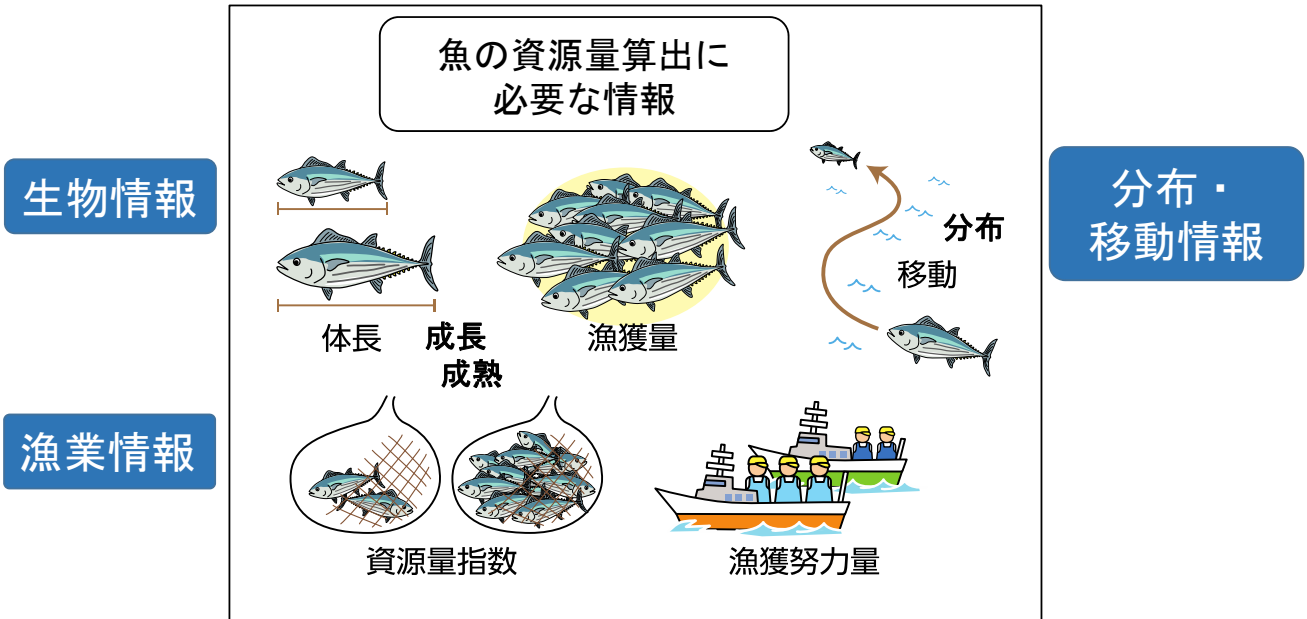 魚の資源量算出に
必要な情報
生物情報
分布・
移動情報
分布
移動
体長
成長
成熟
漁獲量
漁業情報
資源量指数
漁獲努力量